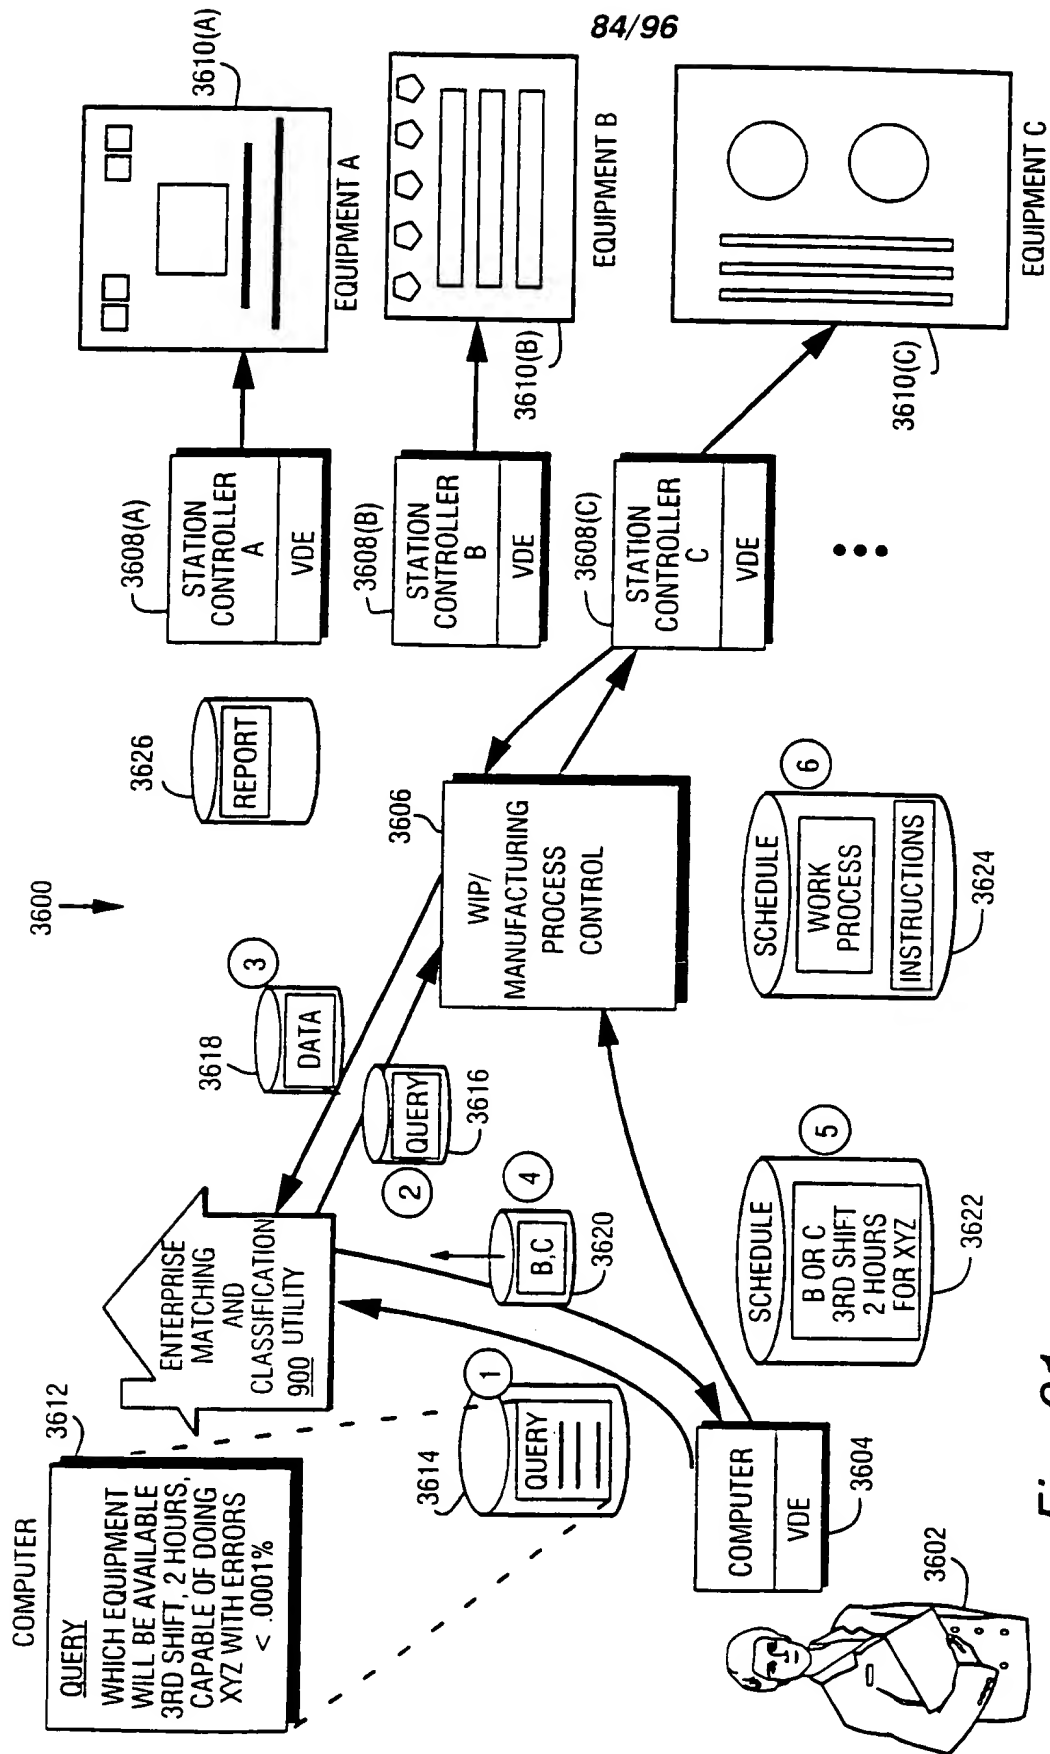 84/96
3600
COMPUTER
QUERY
WHICH EQUIPMENT
WILL BE AVAILABLE
3RD SHIFT, 2 HOURS,
CAPABLE OF DOING
XYZ WITH ERRORS
< .0001%
3612
ENTERPRISE
MATCHING
AND
CLASSIFICATION
900 UTILITY
3614
QUERY
1
3618
DATA
3
2
QUERY
3616
4
B,C
3620
COMPUTER
VDE
3604
3602
3606
WIP/
MANUFACTURING
PROCESS
CONTROL
SCHEDULE
B OR C
3RD SHIFT
2 HOURS
FOR XYZ
5
3622
SCHEDULE
WORK
PROCESS
INSTRUCTIONS
6
3624
3626
REPORT
3608(A)
STATION
CONTROLLER
A
VDE
3608(B)
STATION
CONTROLLER
B
VDE
3608(C)
STATION
CONTROLLER
C
VDE
3610(A)
EQUIPMENT A
3610(B)
EQUIPMENT B
3610(C)
EQUIPMENT C